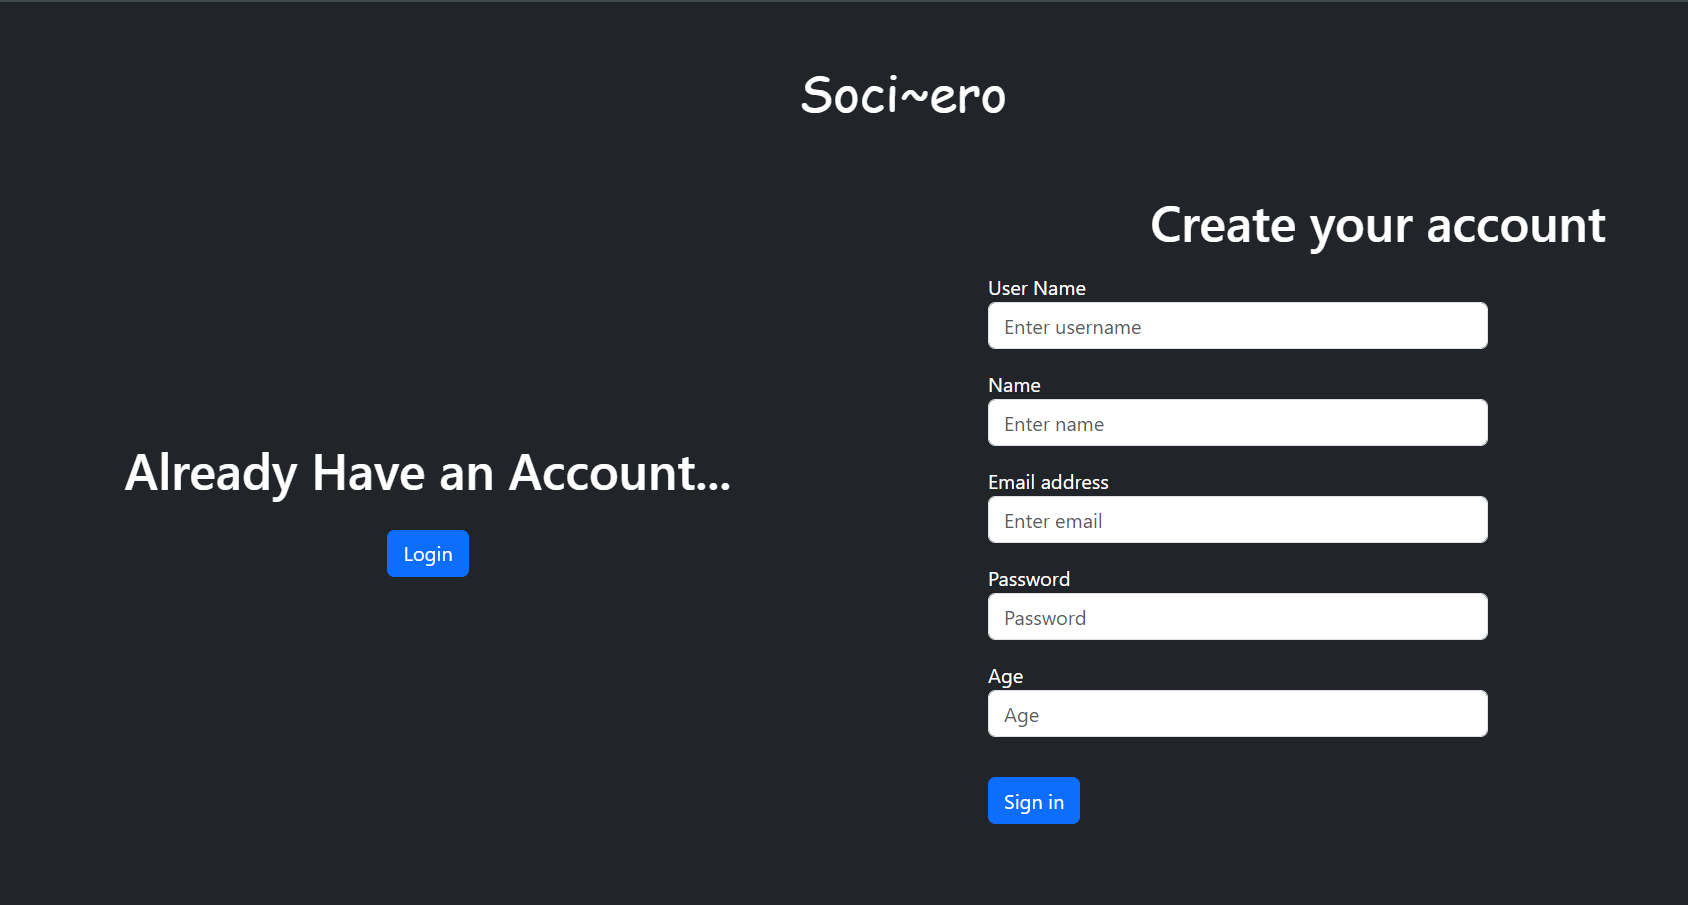 Soci~ero
Already Have an Account...
Login
Create your account
User Name
Enter username
Name
Enter name
Email address
Enter email
Password
Password
Age
Age
Sign in